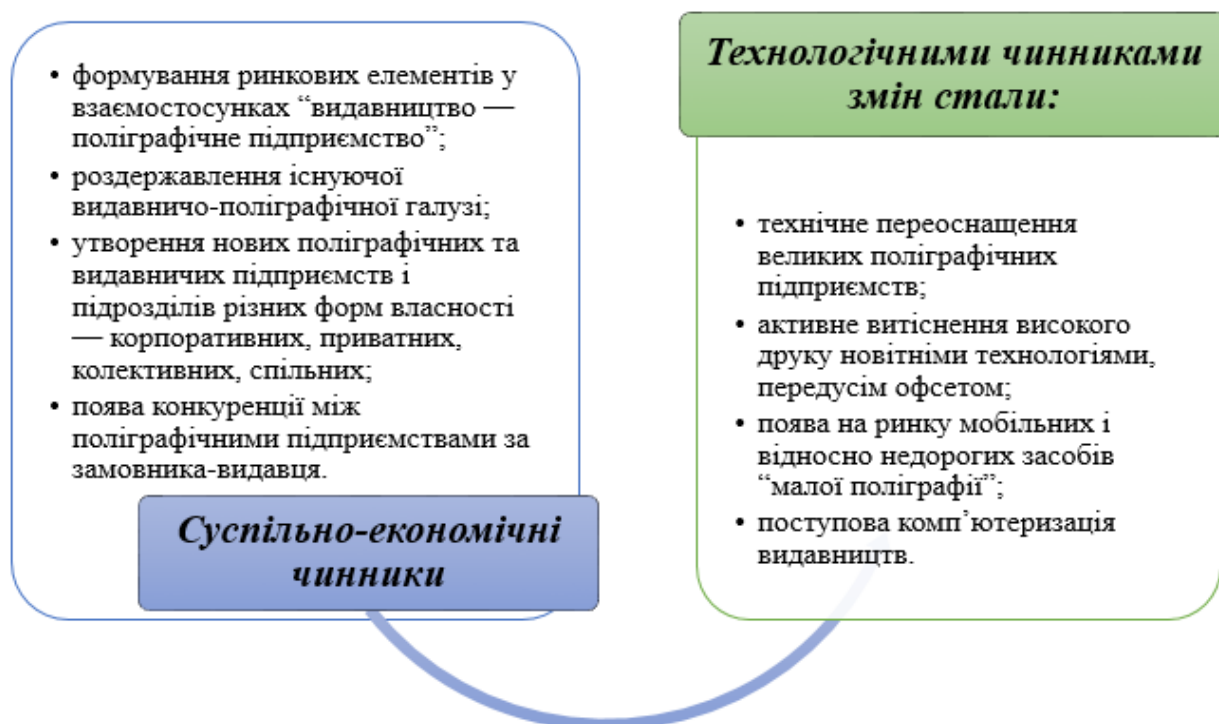 • формування ринкових елементів у
взаємостосунках “видавництво —
поліграфічне підприємство”;
• роздержавлення існуючої
видавничо-поліграфічної галузі;
• утворення нових поліграфічних та
видавничих підприємств і
підрозділів різних форм власності
— корпоративних, приватних,
колективних, спільних;
• поява конкуренції між
поліграфічними підприємствами за
замовника-видавця.
Суспільно-економічні
чинники
Технологічними чинниками
змін стали:
• технічне переоснащення
великих поліграфічних
підприємств;
• активне витіснення високого
друку новітніми технологіями,
передусім офсетом;
• поява на ринку мобільних і
відносно недорогих засобів
“малої поліграфії”;
• поступова комп’ютеризація
видавництв.